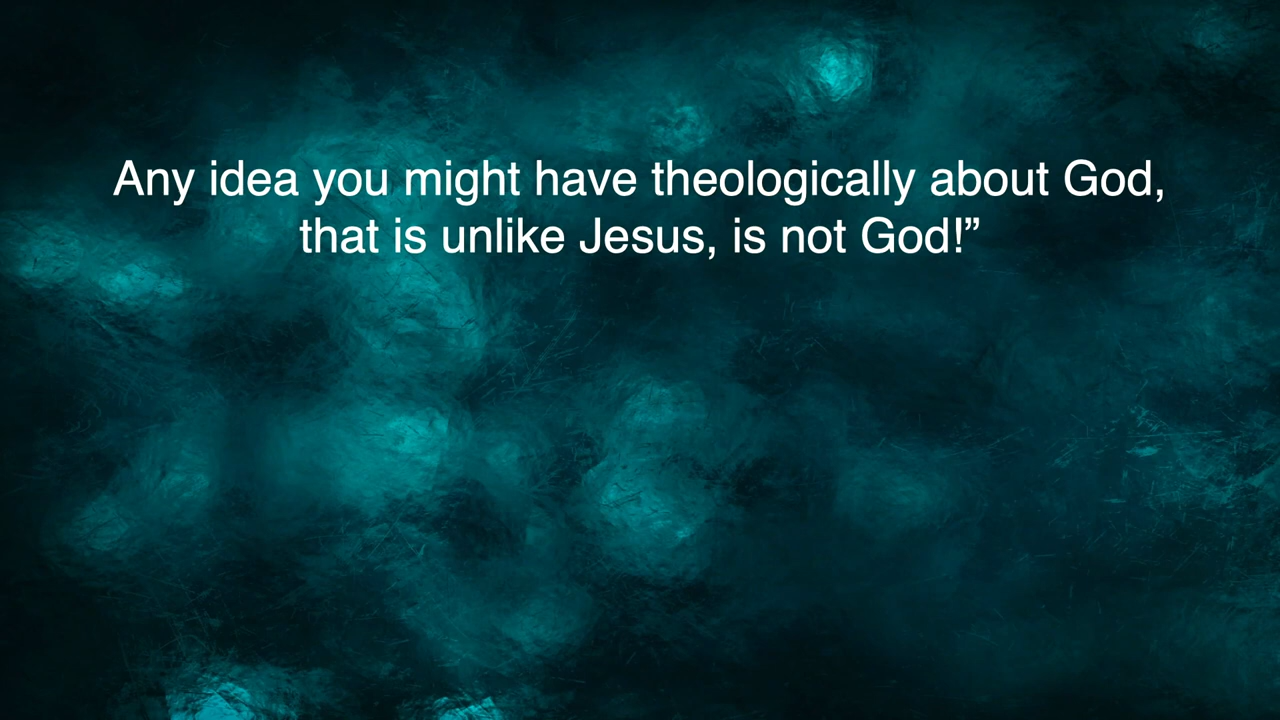 Any idea you might have theologically about God,
that is unlike Jesus, is not God!”